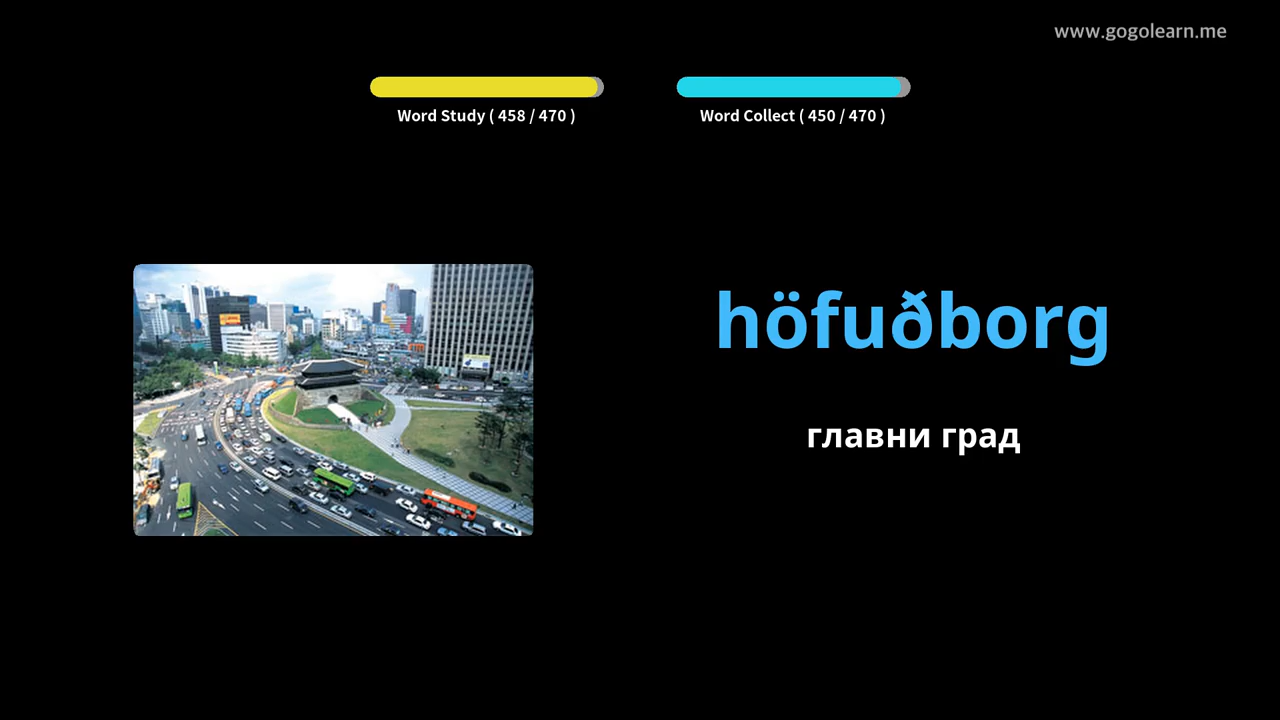 www.gogolearn.me
Word Study ( 458 / 470 )
Word Collect ( 450 / 470 )
höfuðborg
главни град